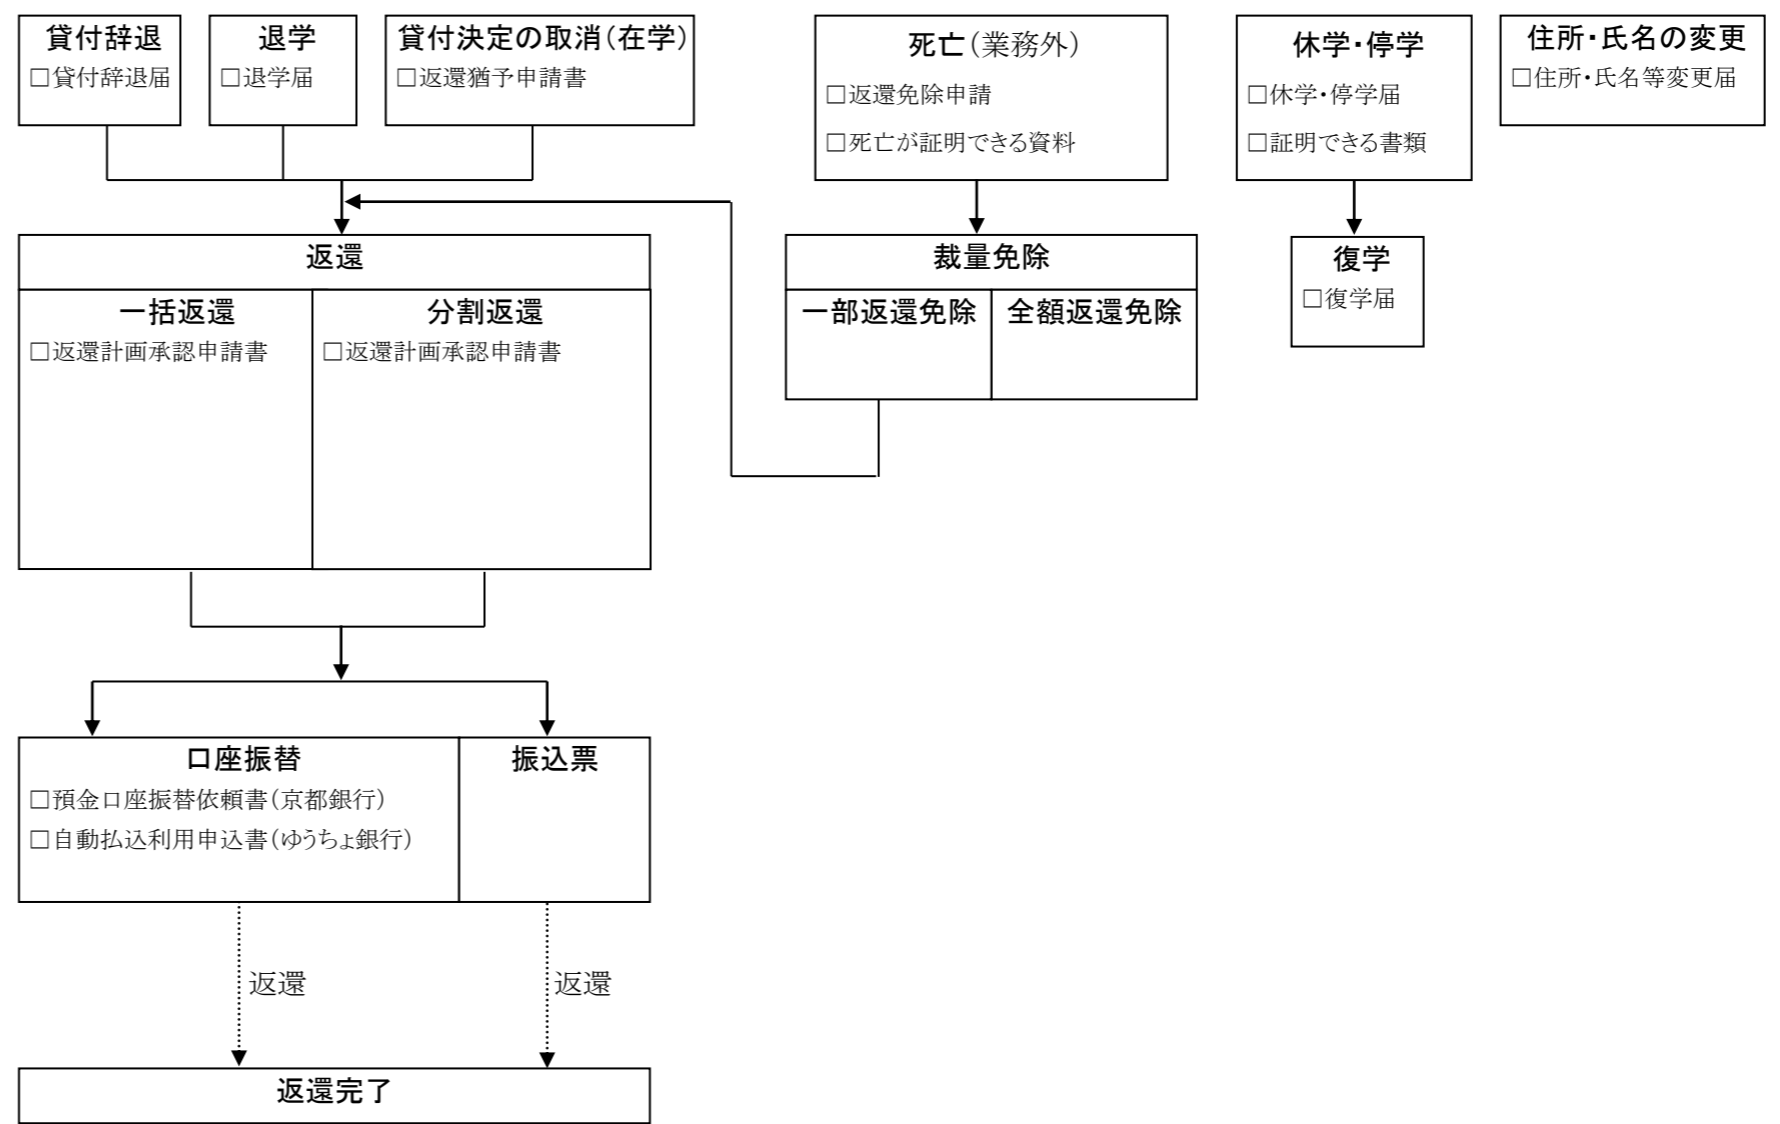 貸付辞退
□貸付辞退届
退学
□退学届
貸付決定の取消（在学）
□返還猶予申請書
死亡（業務外）
□返還免除申請
□死亡が証明できる資料
休学・停学
□休学・停学届
□証明できる書類
住所・氏名の変更
□住所・氏名等変更届
返還
一括返還
□返還計画承認申請書
分割返還
□返還計画承認申請書
裁量免除
一部返還免除
全額返還免除
復学
□復学届
口座振替
□預金口座振替依頼書（京都銀行）
□自動払込利用申込書（ゆうちょ銀行）
振込票
返還
返還
返還完了